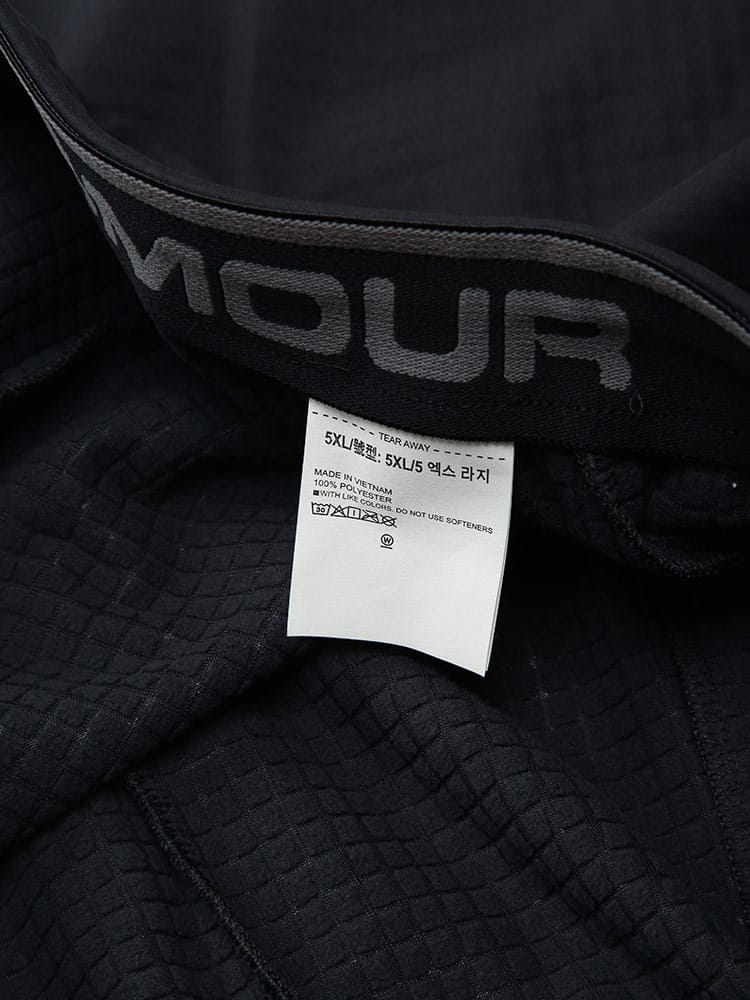 MOUR
TEAR AWAY
5XL/號型: 5XL/5 엑스 라지
MADE IN VIETNAM
100% POLYESTER
■WITH LIKE COLORS. DO NOT USE SOFTENERS
30
W